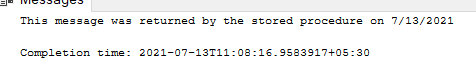 Messages
This message was returned by the stored procedure on 7/13/2021
Completion time: 2021-07-13T11:08:16.9583917+05:30